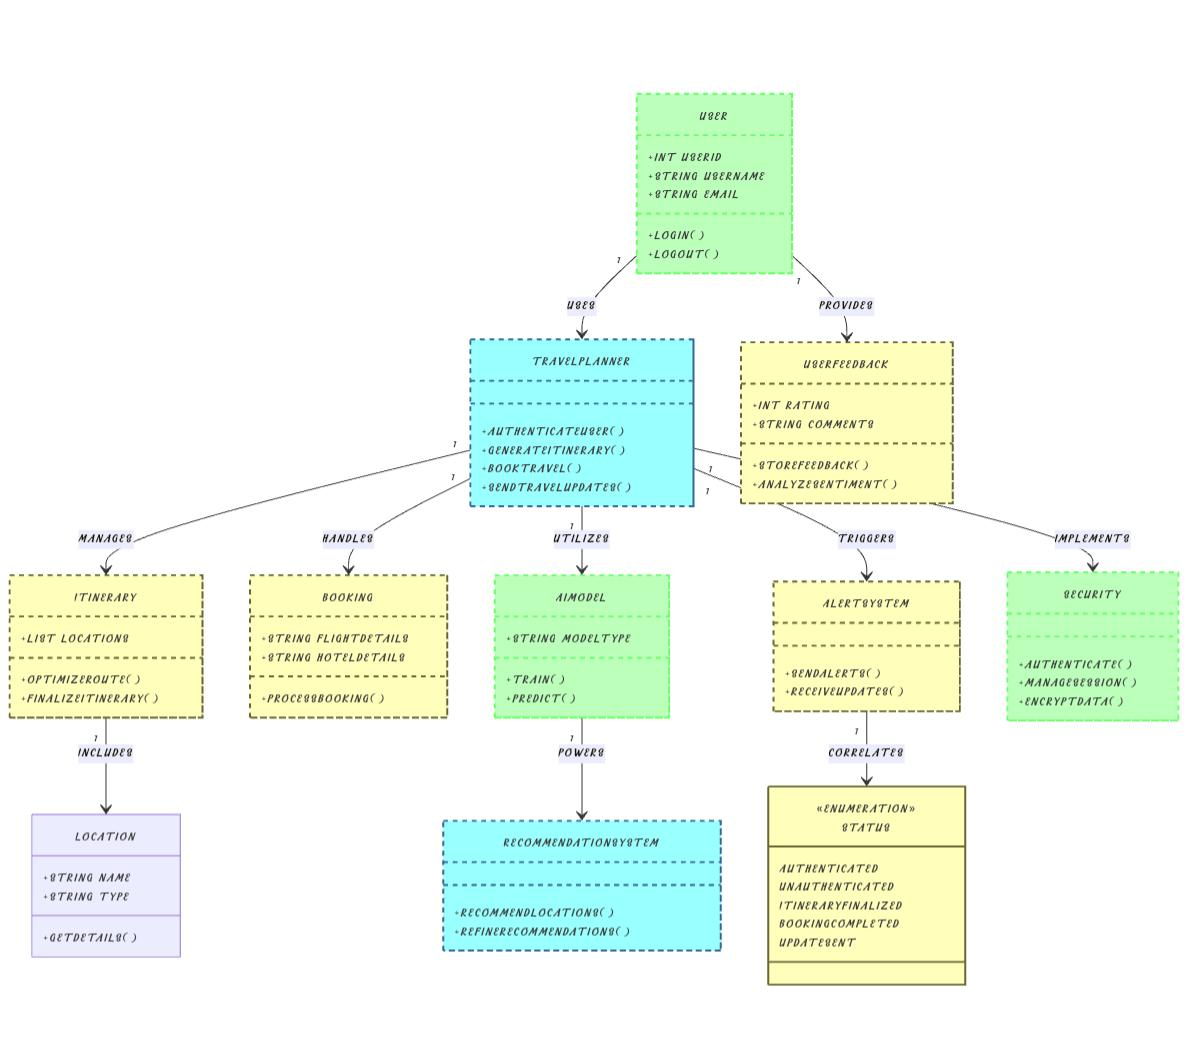 USER
+INT USERID
+STRING USERNAME
+STRING EMAIL
+LOGIN( )
+LOGOUT( )
1
1
USES
PROVIDES
TRAVELPLANNER
+AUTHENTICATEUSER( )
+GENERATEITINERARY( )
+BOOKTRAVEL( )
+SENDTRAVELUPDATES( )
USERFEEDBACK
+INT RATING
+STRING COMMENTS
+STOREFEEDBACK( )
+ANALYZESENTIMENT( )
1
1
1
1
1
MANAGES
HANDLES
UTILIZES
TRIGGERS
IMPLEMENTS
ITINERARY
+LIST LOCATIONS
+OPTIMIZEROUTE( )
+FINALIZEITINERARY( )
BOOKING
+STRING FLIGHTDETAILS
+STRING HOTELDETAILS
+PROCESSBOOKING( )
AIMODEL
+STRING MODELTYPE
+TRAIN( )
+PREDICT( )
ALERTSYSTEM
+SENDALERTS( )
+RECEIVEUPDATES( )
SECURITY
+AUTHENTICATE( )
+MANAGESESSION( )
+ENCRYPTDATA( )
1
1
1
INCLUDES
POWERS
CORRELATES
LOCATION
+STRING NAME
+STRING TYPE
+GETDETAILS( )
RECOMMENDATIONSYSTEM
+RECOMMENDLOCATIONS( )
+REFINERECOMMENDATIONS( )
«ENUMERATION»
STATUS
AUTHENTICATED
UNAUTHENTICATED
ITINERARYFINALIZED
BOOKINGCOMPLETED
UPDATESENT